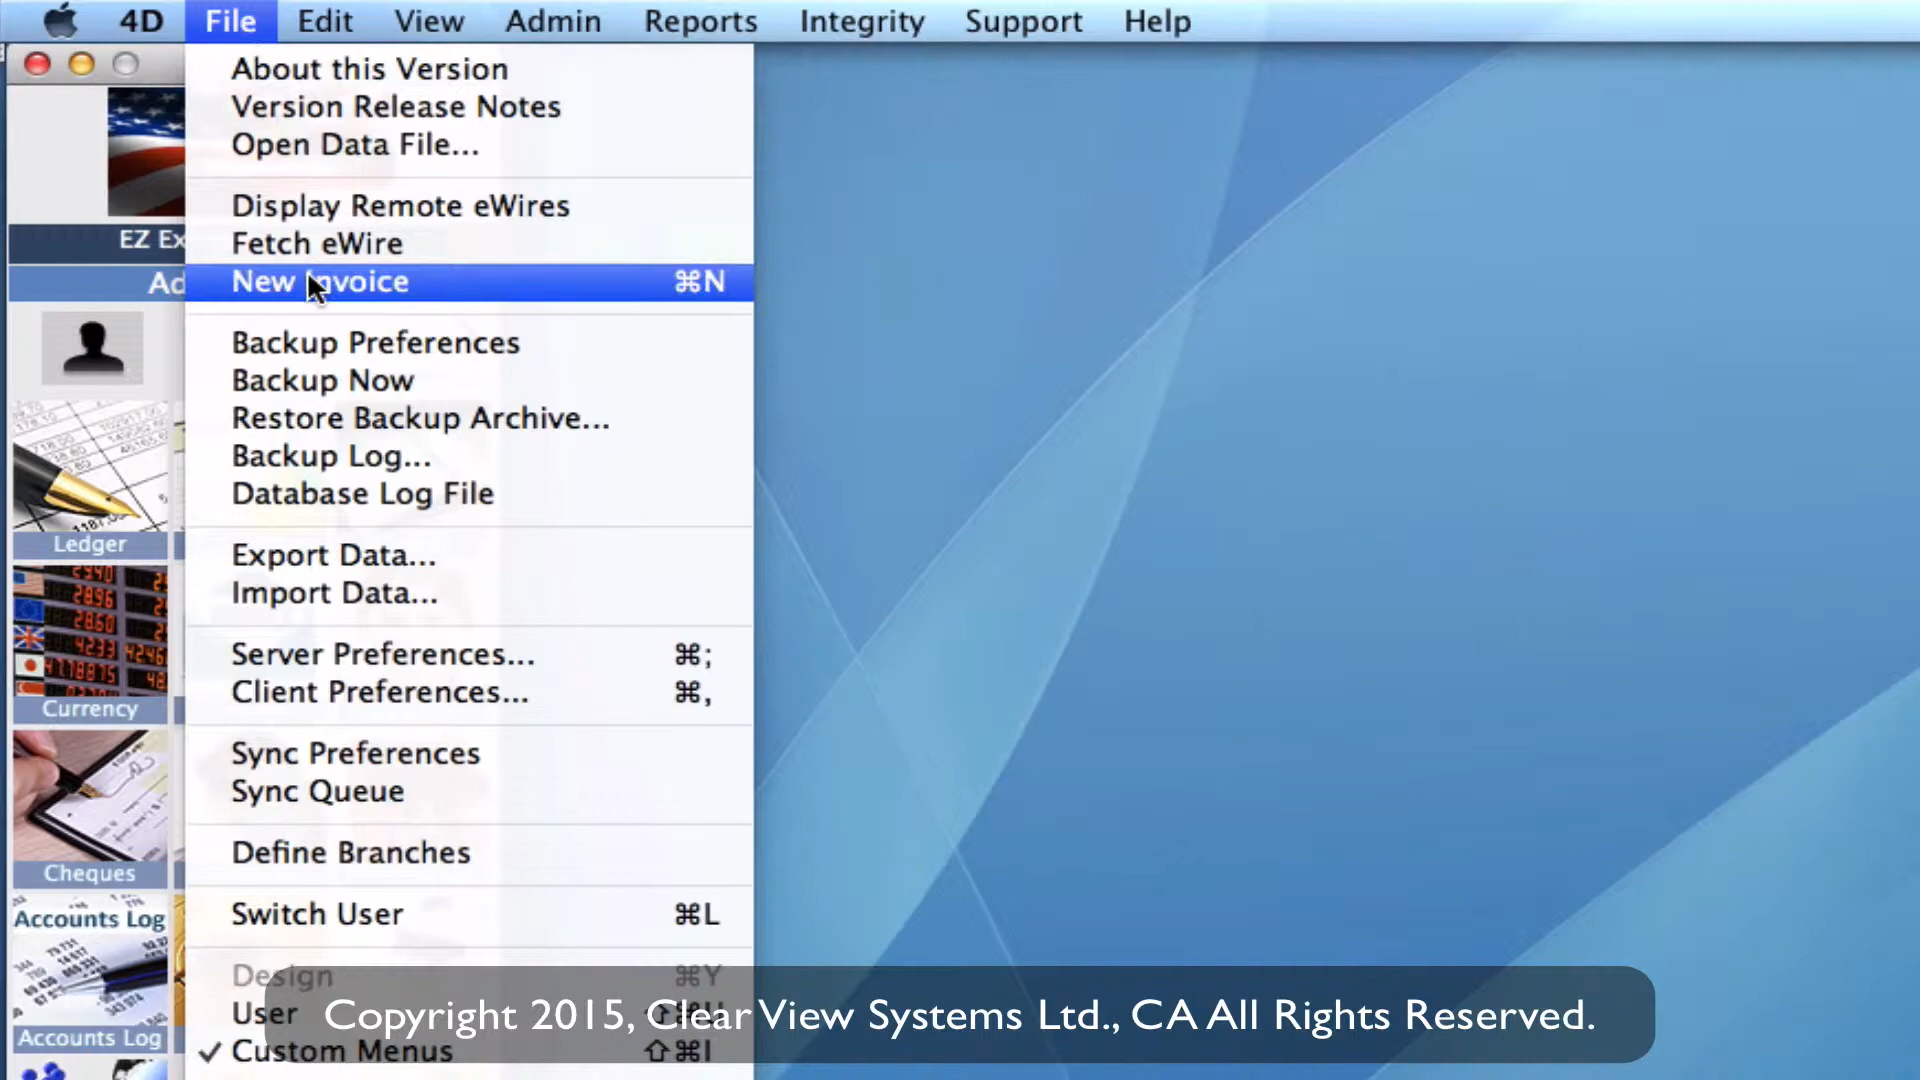 4D File Edit View Admin Reports Integrity Support Help
About this Version
Version Release Notes
Open Data File...
Display Remote eWires
Fetch eWire
New Invoice ⌘N
Backup Preferences
Backup Now
Restore Backup Archive...
Backup Log...
Database Log File
Export Data...
Import Data...
Server Preferences... ⌘;
Client Preferences... ⌘,
Sync Preferences
Sync Queue
Define Branches
Switch User ⌘L
Design ⌘Y
User ⇧⌘U
✓ Custom Menus ⇧⌘I
EZ Ex
Ad
Ledger
Currency
Cheques
Accounts Log
Accounts Log
Copyright 2015, Clear View Systems Ltd., CA All Rights Reserved.